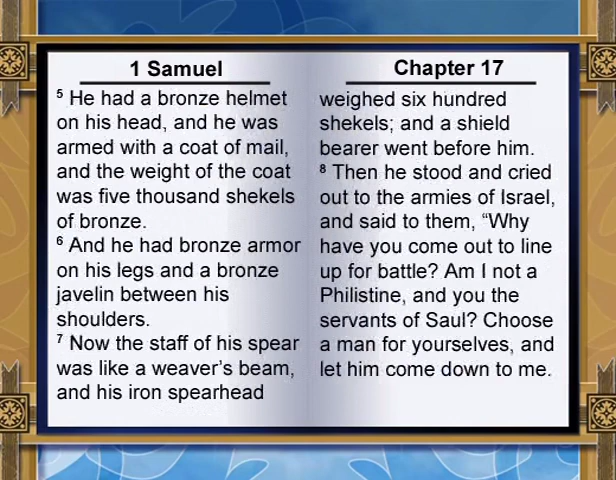 1 Samuel
⁵ He had a bronze helmet
on his head, and he was
armed with a coat of mail,
and the weight of the coat
was five thousand shekels
of bronze.
⁶ And he had bronze armor
on his legs and a bronze
javelin between his
shoulders.
⁷ Now the staff of his spear
was like a weaver’s beam,
and his iron spearhead
Chapter 17
weighed six hundred
shekels; and a shield
bearer went before him.
⁸ Then he stood and cried
out to the armies of Israel,
and said to them, “Why
have you come out to line
up for battle? Am I not a
Philistine, and you the
servants of Saul? Choose
a man for yourselves, and
let him come down to me.